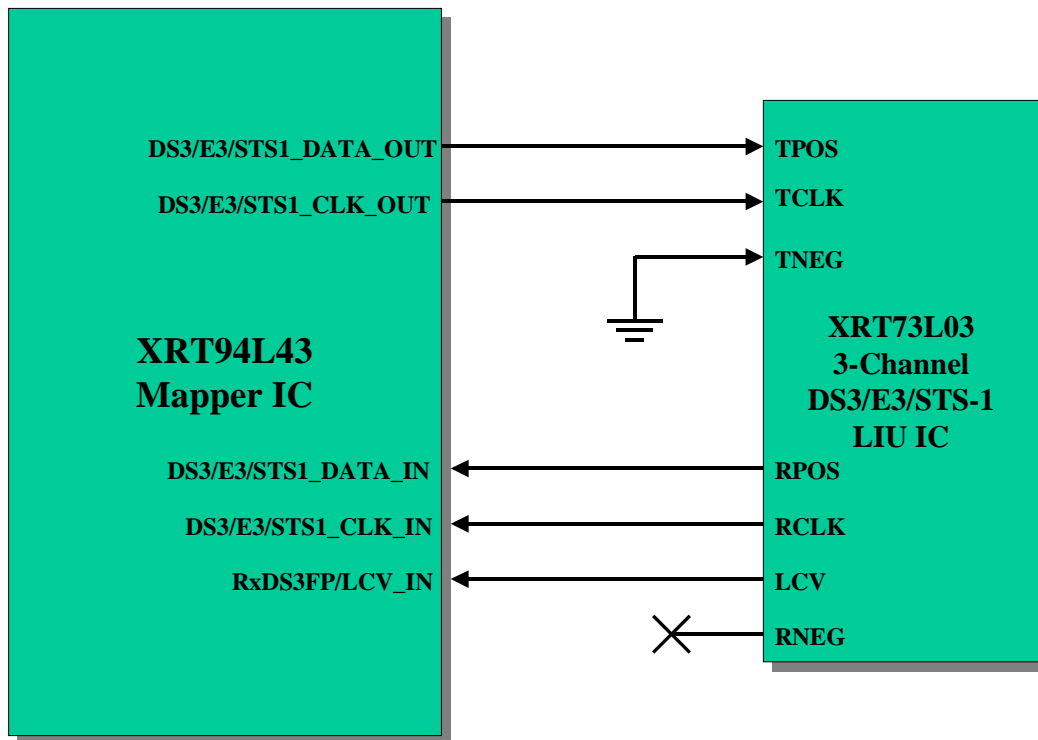 DS3/E3/STS1_DATA_OUT
DS3/E3/STS1_CLK_OUT
XRT94L43
Mapper IC
DS3/E3/STS1_DATA_IN
DS3/E3/STS1_CLK_IN
RxDS3FP/LCV_IN
TPOS
TCLK
TNEG
XRT73L03
3-Channel
DS3/E3/STS-1
LIU IC
RPOS
RCLK
LCV
RNEG